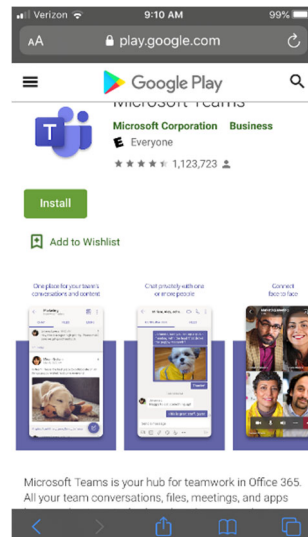 Verizon 9:10 AM 99%
AA play.google.com
Google Play
Microsoft Teams
Microsoft Corporation Business
E Everyone
1,123,723
Install
Add to Wishlist
One place for your team's
conversations and content
Chat privately with one
or more people
Connect
face to face
Microsoft Teams is your hub for teamwork in Office 365.
All your team conversations, files, meetings, and apps